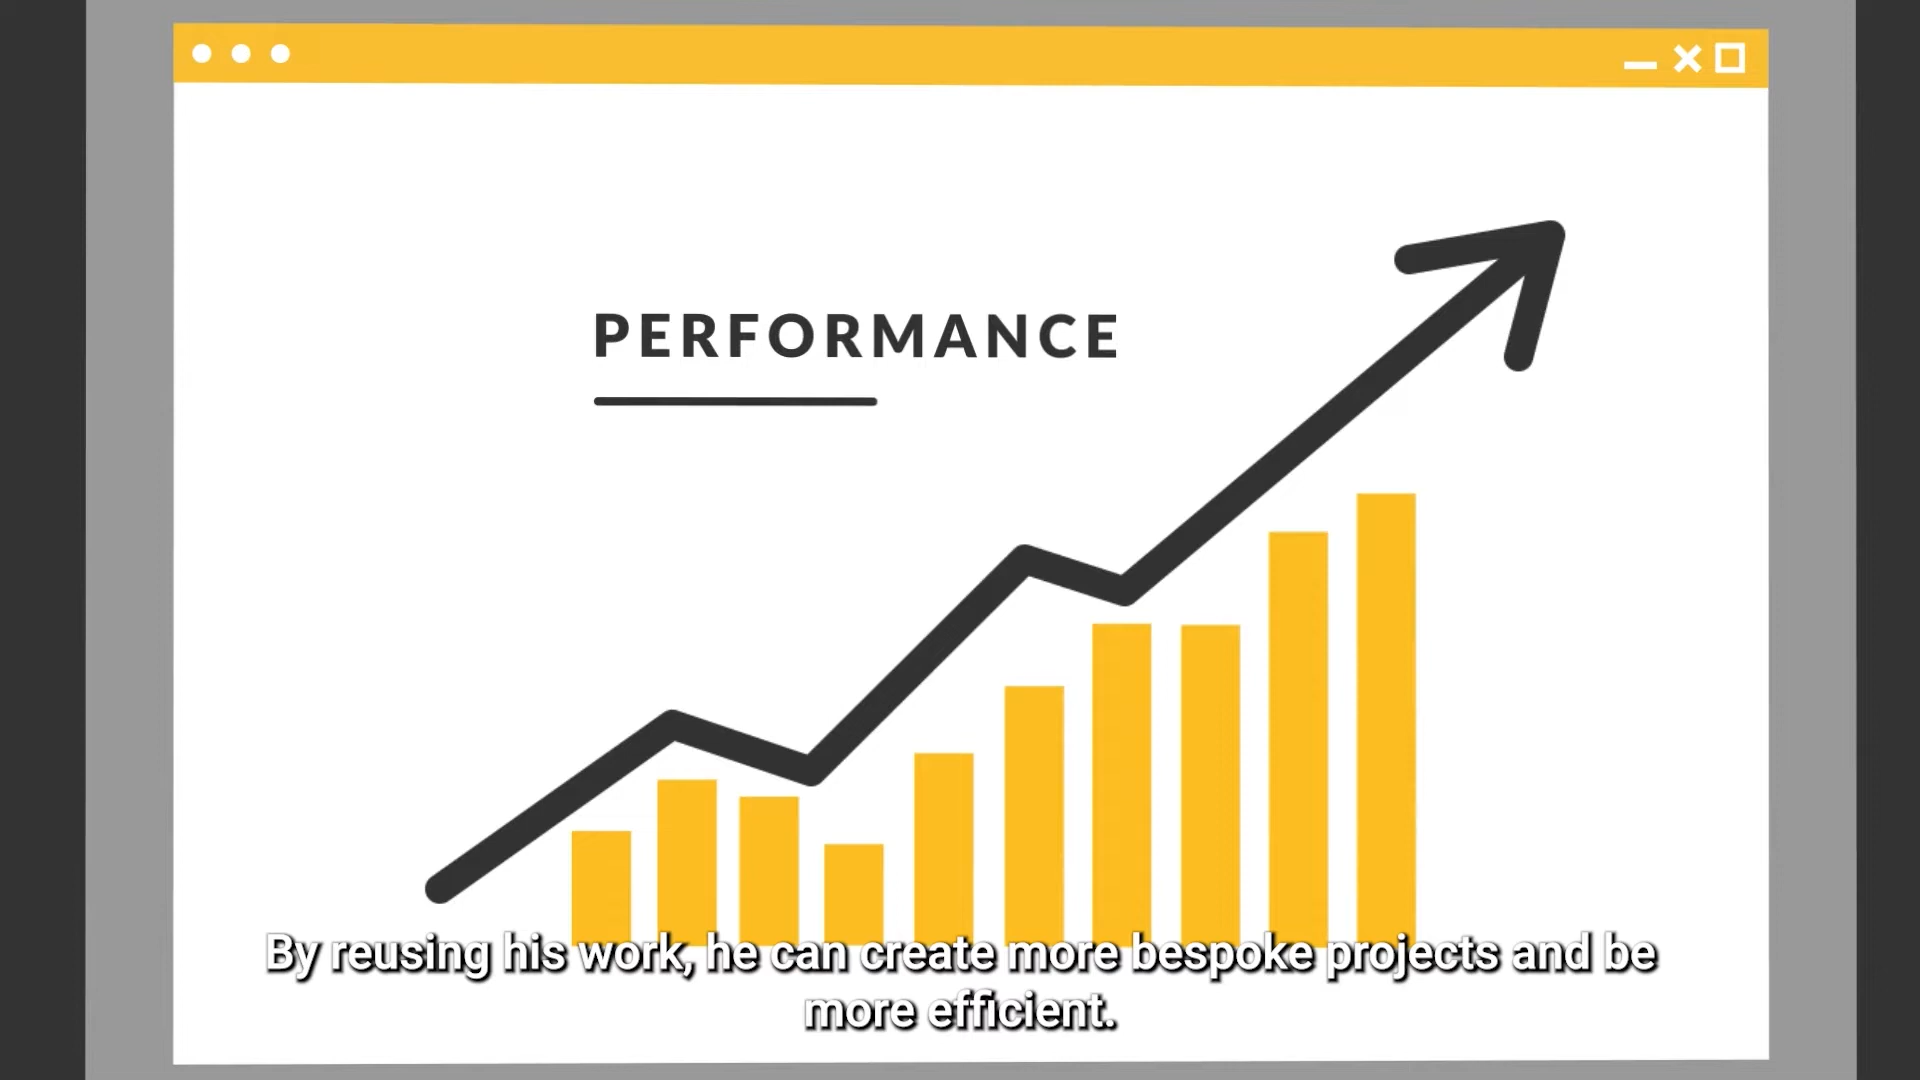 PERFORMANCE
By reusing his work, he can create more bespoke projects and be
more efficient.